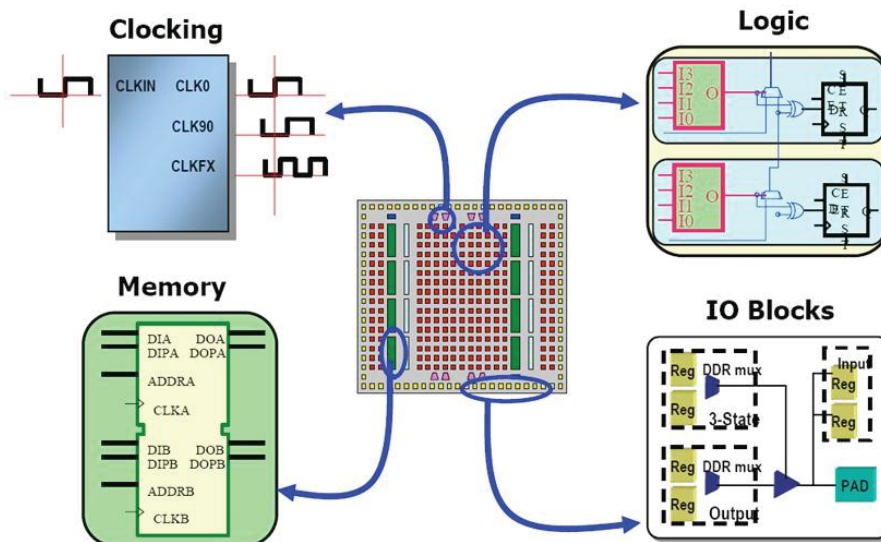 Clocking
CLKIN CLK0
CLK90
CLKFX
Logic
I3
I2
I1
I0
O
S
CE
DR
S
T
I3
I2
I1
I0
O
S
CE
S
T
Memory
DIA DOA
DIPA DOPA
ADDRA
CLKA
DIB DOB
DIPB DOPB
ADDRB
CLKB
IO Blocks
Reg DDR mux
Reg
3-State
Reg DDR mux
Reg
Output
Input
Reg
Reg
PAD